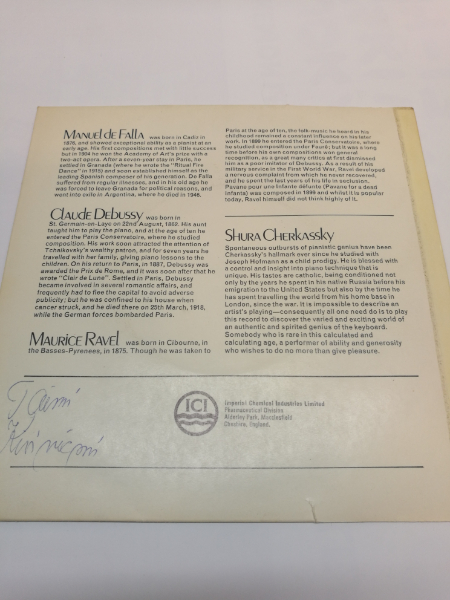 Manuel de Falla was born in Cadiz in
1876, and showed exceptional ability as a pianist at an
early age. His first compositions met with little success
but in 1904 he won the Academy of Art's prize with a
two-act opera. After a seven-year stay in Paris, he
settled in Granada (where he wrote the "Ritual Fire
Dance" in 1915) and soon established himself as the
leading Spanish composer of his generation. De Falla
suffered from regular illnesses, and in his old age he
was forced to leave Granada for political reasons, and
went into exile in Argentina, where he died in 1946.
Claude Debussy was born in
St. Germain-en-Laye on 22nd August, 1862. His aunt
taught him to play the piano, and at the age of ten he
entered the Paris Conservatoire, where he studied
composition. His work soon attracted the attention of
Tchaikovsky's wealthy patron, and for seven years he
travelled with her family, giving piano lessons to the
children. On his return to Paris, in 1887, Debussy was
awarded the Prix de Rome, and it was soon after that he
wrote "Clair de Lune". Settled in Paris, Debussy
became involved in several romantic affairs, and
frequently had to flee the capital to avoid adverse
publicity; but he was confined to his house when
cancer struck, and he died there on 25th March, 1918,
while the German forces bombarded Paris.
Maurice Ravel was born in Cibourne, in
the Basses-Pyrenees, in 1875. Though he was taken to
Paris at the age of ten, the folk-music he heard in his
childhood remained a constant influence on his later
work. In 1889 he entered the Paris Conservatoire, where
he studied composition under Fauré; but it was a long
time before his own compositions won general
recognition, as a great many critics at first dismissed
him as a poor imitator of Debussy. As a result of his
military service in the First World War, Ravel developed
a nervous complaint from which he never recovered,
and he spent the last years of his life in seclusion.
Pavane pour une Infante défunte (Pavane for a dead
Infanta) was composed in 1899 and whilst it is popular
today, Ravel himself did not think highly of it.
Shura Cherkassky
Spontaneous outbursts of pianistic genius have been
Cherkassky's hallmark ever since he studied with
Joseph Hofmann as a child prodigy. He is blessed with
a control and insight into piano technique that is
unique. His tastes are catholic, being conditioned not
only by the years he spent in his native Russia before his
emigration to the United States but also by the time he
has spent travelling the world from his home base in
London, since the war. It is impossible to describe an
artist's playing—consequently all one need do is to play
this record to discover the varied and exciting world of
an authentic and spirited genius of the keyboard.
Somebody who is rare in this calculated and
calculating age, a performer of ability and generosity
who wishes to do no more than give pleasure.
ICI
Imperial Chemical Industries Limited
Pharmaceutical Division
Alderley Park, Macclesfield
Cheshire, England.